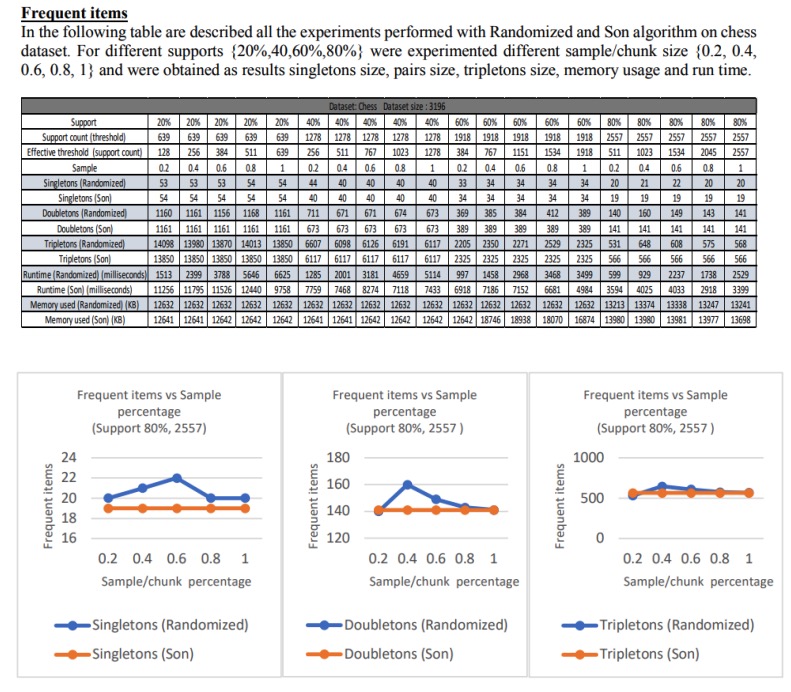 Frequent items
In the following table are described all the experiments performed with Randomized and Son algorithm on chess
dataset. For different supports {20%,40,60%,80%} were experimented different sample/chunk size {0.2, 0.4,
0.6, 0.8, 1} and were obtained as results singletons size, pairs size, tripletons size, memory usage and run time.
Dataset: Chess Dataset size : 3196
Support 20% 20% 20% 20% 20% 40% 40% 40% 40% 40% 60% 60% 60% 60% 60% 80% 80% 80% 80% 80%
Support count (threshold) 639 639 639 639 639 1278 1278 1278 1278 1278 1918 1918 1918 1918 1918 2557 2557 2557 2557 2557
Effective threshold (support count) 128 256 384 511 639 256 511 767 1023 1278 384 767 1151 1534 1918 511 1023 1534 2045 2557
Sample 0.2 0.4 0.6 0.8 1 0.2 0.4 0.6 0.8 1 0.2 0.4 0.6 0.8 1 0.2 0.4 0.6 0.8 1
Singletons (Randomized) 53 53 53 54 54 44 40 40 40 40 33 34 34 34 34 20 21 22 20 20
Singletons (Son) 54 54 54 54 54 40 40 40 40 40 34 34 34 34 34 19 19 19 19 19
Doubletons (Randomized) 1160 1161 1156 1168 1161 711 671 671 674 673 369 385 384 412 389 140 160 149 143 141
Doubletons (Son) 1161 1161 1161 1161 1161 673 673 673 673 673 389 389 389 389 389 141 141 141 141 141
Tripletons (Randomized) 14098 13980 13870 14013 13850 6607 6098 6126 6191 6117 2205 2350 2271 2529 2325 531 648 608 575 568
Tripletons (Son) 13850 13850 13850 13850 13850 6117 6117 6117 6117 6117 2325 2325 2325 2325 2325 566 566 566 566 566
Runtime (Randomized) (milliseconds) 1513 2399 3788 5646 6625 1285 2001 3181 4659 5114 997 1458 2968 3468 3499 599 929 2237 1738 2529
Runtime (Son) (milliseconds) 11256 11795 11526 12440 9758 7759 7468 8274 7118 7433 6918 7186 7152 6681 4984 3594 4025 4033 2918 3399
Memory used (Randomized) (KB) 12632 12632 12632 12632 12632 12632 12632 12632 12632 12632 12632 12632 12632 12632 12632 13213 13374 13338 13247 13241
Memory used (Son) (KB) 12641 12641 12642 12642 12642 12641 12641 12642 12642 12642 12642 18746 18938 18070 16874 13980 13980 13981 13977 13698
Frequent items vs Sample
percentage
(Support 80%, 2557)
Frequent items
24
22
20
18
16
0.2 0.4 0.6 0.8 1
Sample/chunk percentage
Singletons (Randomized)
Singletons (Son)
Frequent items vs Sample
percentage
(Support 80%, 2557 )
Frequent items
180
160
140
120
0.2 0.4 0.6 0.8 1
Sample/chunk percentage
Doubletons (Randomized)
Doubletons (Son)
Frequent items vs Sample
percentage
(Support 80%, 2557 )
Frequent items
1000
500
0
0.2 0.4 0.6 0.8 1
Sample/chunk percentage
Tripletons (Randomized)
Tripletons (Son)